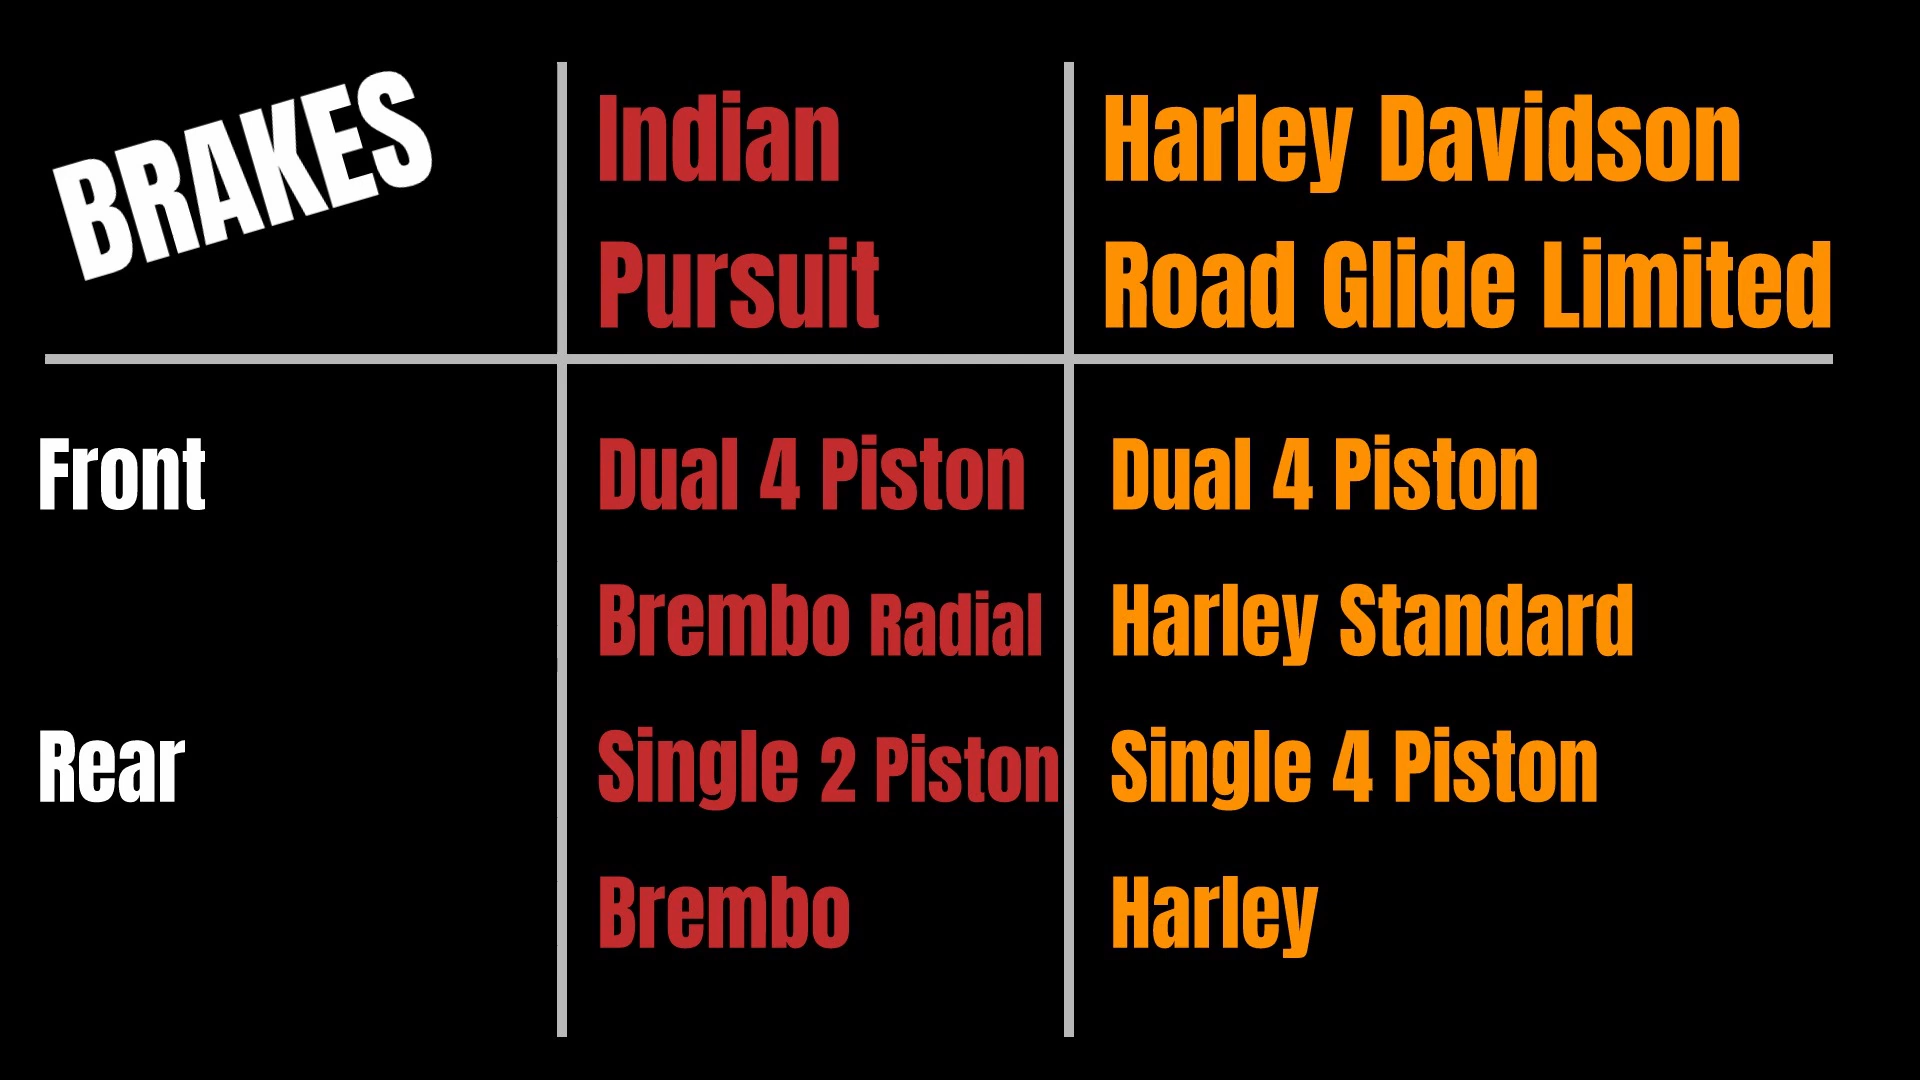 BRAKES
Indian
Pursuit
Harley Davidson
Road Glide Limited
Front
Dual 4 Piston
Dual 4 Piston
Brembo Radial
Harley Standard
Rear
Single 2 Piston
Single 4 Piston
Brembo
Harley